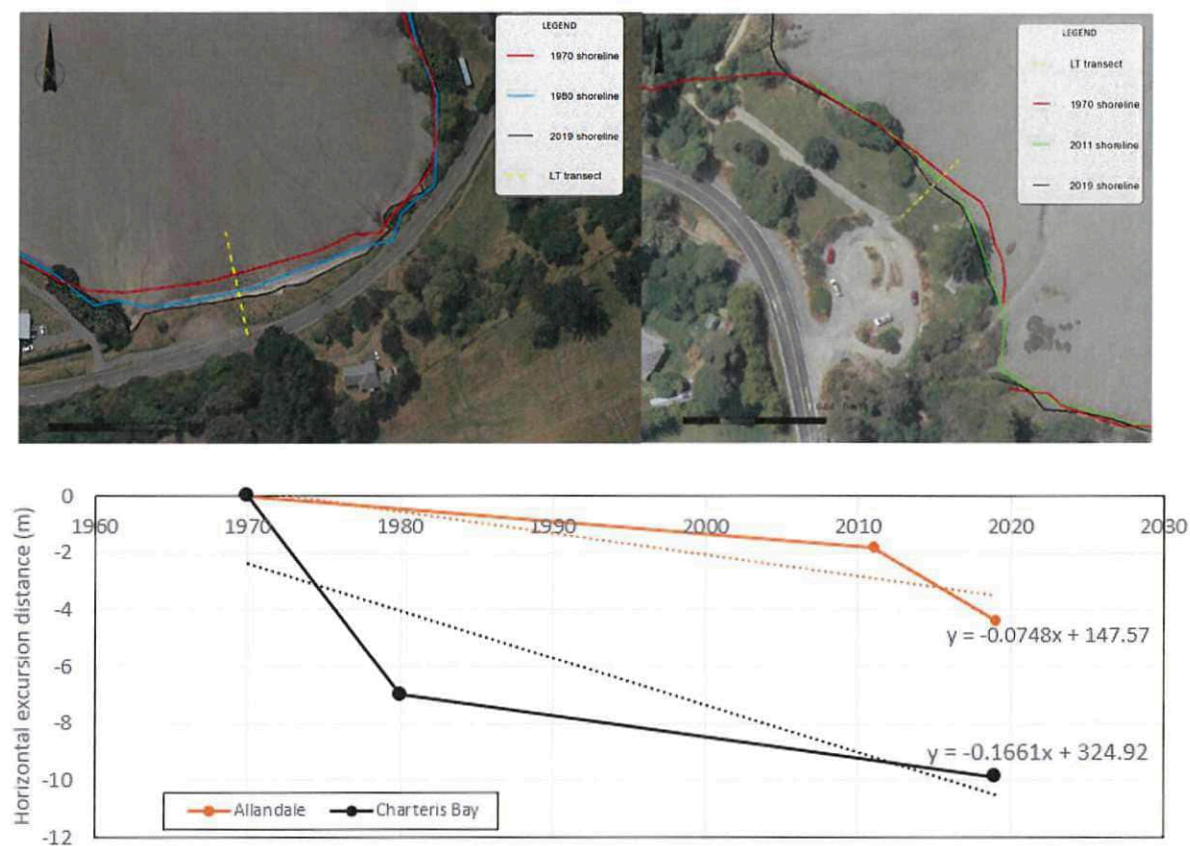 LEGEND
1970 shoreline
1980 shoreline
2019 shoreline
LT transect
LEGEND
LT transect
1970 shoreline
2011 shoreline
2019 shoreline
Horizontal excursion distance (m)
0
-2
-4
-6
-8
-10
-12
1960 1970 1980 1990 2000 2010 2020 2030
y = -0.0748x + 147.57
y = -0.1661x + 324.92
Allandale Charteris Bay